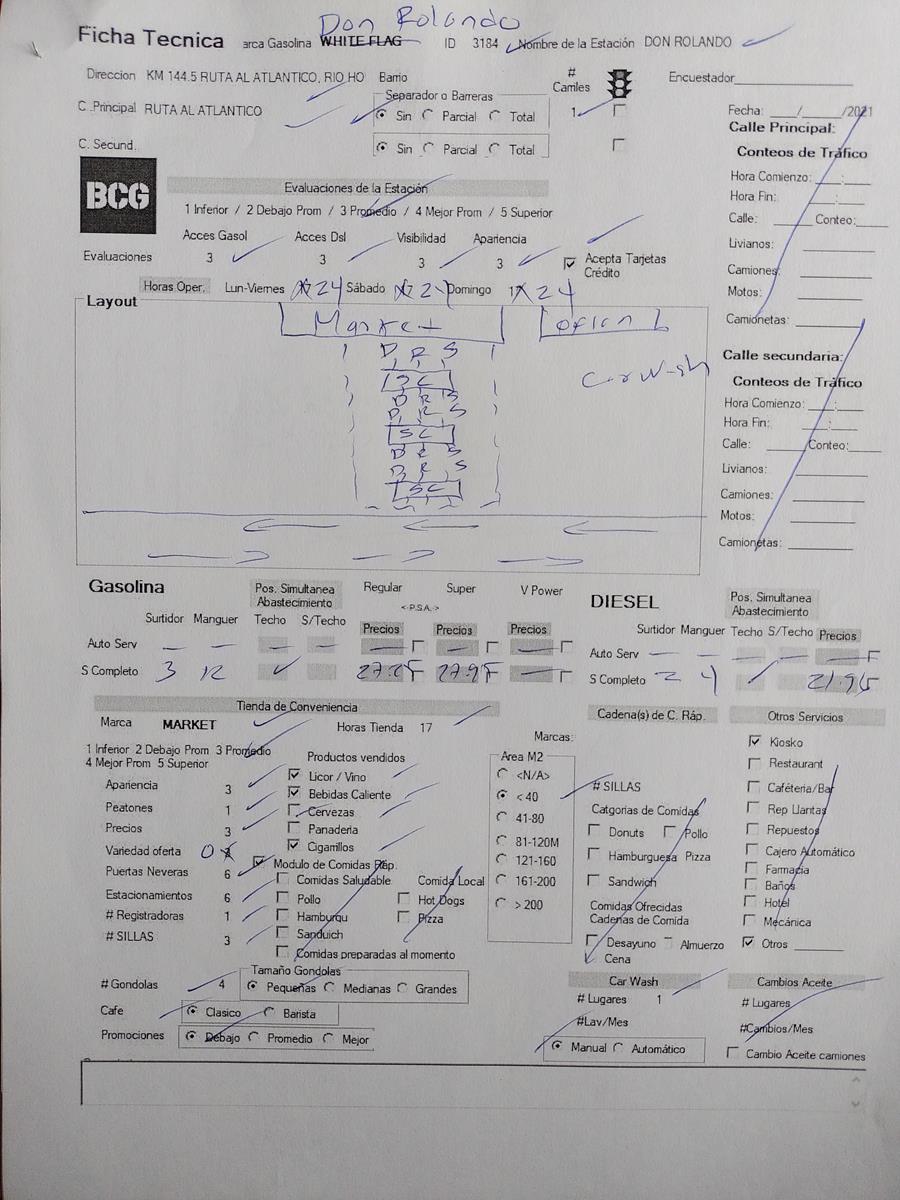 Don Rolando
Ficha Tecnica arca Gasolina WHITE FLAG ID 3184 Nombre de la Estación DON ROLANDO
Direccion KM 144.5 RUTA AL ATLANTICO, RIO HO Barrio # Carriles Encuestador
C. Principal RUTA AL ATLANTICO Separador o Barreras Sin Parcial Total 1 Fecha: / /2021
C. Secund. Sin Parcial Total
Calle Principal:
Conteos de Tráfico
Hora Comienzo: :
Hora Fin: :
Calle: Conteo:
Livianos:
Camiones:
Motos:
Camionetas:
BCG
Evaluaciones de la Estación
1 Inferior / 2 Debajo Prom / 3 Promedio / 4 Mejor Prom / 5 Superior
Acces Gasol Acces Dsl Visibilidad Apariencia
Evaluaciones 3 3 3 3 Acepta Tarjetas Crédito
Horas Oper. Lun-Viernes 24 Sábado 24 Domingo 24
Layout
Market
D R S
SC
D R S
D R S
SC
D R S
D R S
SC
Car Wash
Calle secundaria:
Conteos de Tráfico
Hora Comienzo: :
Hora Fin: :
Calle: Conteo:
Livianos:
Camiones:
Motos:
Camionetas:
Gasolina Pos. Simultanea Abastecimiento Regular Super V Power
<-P.S.A.->
Surtidor Manguer Techo S/Techo Precios Precios Precios
Auto Serv — — — — — — —
S Completo 3 12 —
DIESEL Pos. Simultanea Abastecimiento
Surtidor Manguer Techo S/Techo Precios
Auto Serv — — — — —
S Completo 2 4
Tienda de Conveniencia
Marca MARKET Horas Tienda 17
1 Inferior 2 Debajo Prom 3 Promedio
4 Mejor Prom 5 Superior
Apariencia 3
Peatones 1
Precios 3
Variedad oferta 0
Puertas Neveras 6
Estacionamientos 6
# Registradoras 1
# SILLAS 3
Productos vendidos
Licor / Vino
Bebidas Caliente
Cervezas
Panaderia
Cigarrillos
Modulo de Comidas Ráp.
Comidas Saludable Comida Local
Pollo Hot Dogs
Hamburqu Pizza
Sanduich
Comidas preparadas al momento
Marcas:
Area M2
<N/A>
< 40
41-80
81-120M
121-160
161-200
> 200
# Gondolas 4 Tamaño Gondolas Pequeñas Medianas Grandes
Cafe Clasico Barista
Promociones Debajo Promedio Mejor
Cadena(s) de C. Ráp.
# SILLAS
Catgorias de Comidas
Donuts Pollo
Hamburguesa Pizza
Sandwich
Comidas Ofrecidas
Cadenas de Comida
Desayuno Almuerzo
Cena
Car Wash
# Lugares 1
#Lav/Mes
Manual Automático
Otros Servicios
Kiosko
Restaurant
Caféteria/Bar
Rep Llantas
Repuestos
Cajero Automático
Farmacia
Baños
Hotel
Mecánica
Otros
Cambios Aceite
# Lugares
#Cambios/Mes
Cambio Aceite camiones